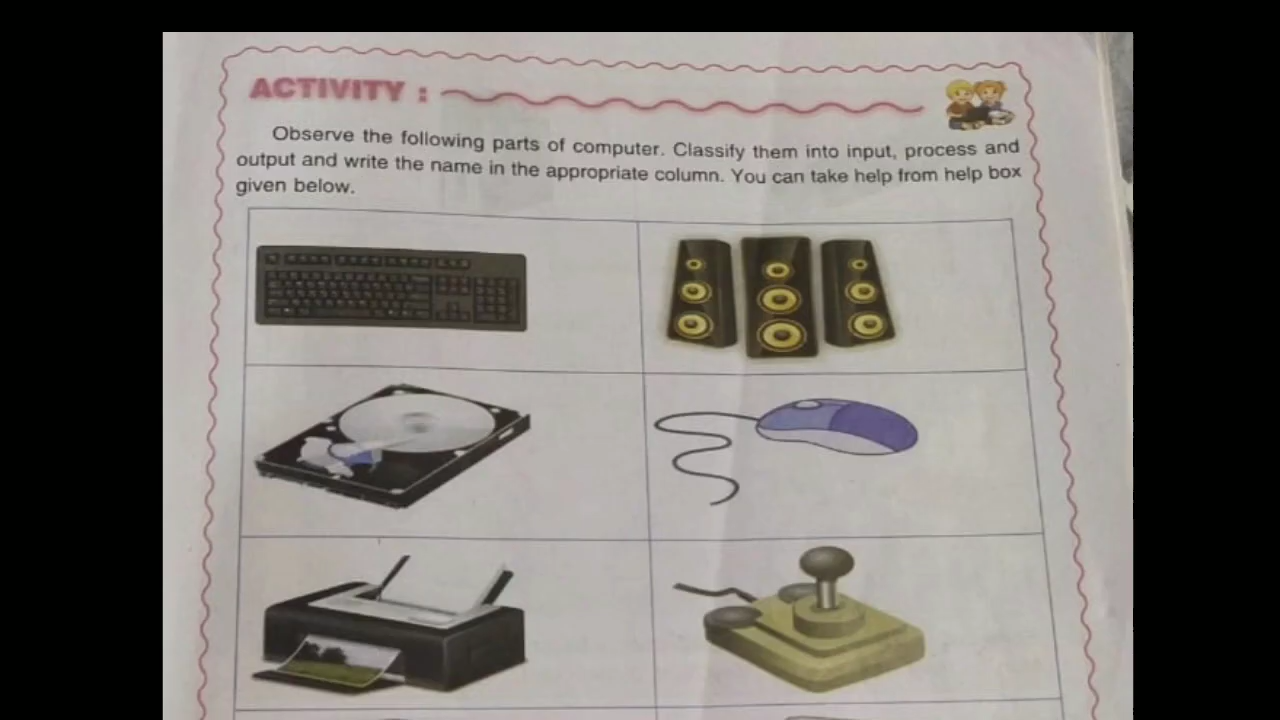 ACTIVITY :
Observe the following parts of computer. Classify them into input, process and
output and write the name in the appropriate column. You can take help from help box
given below.